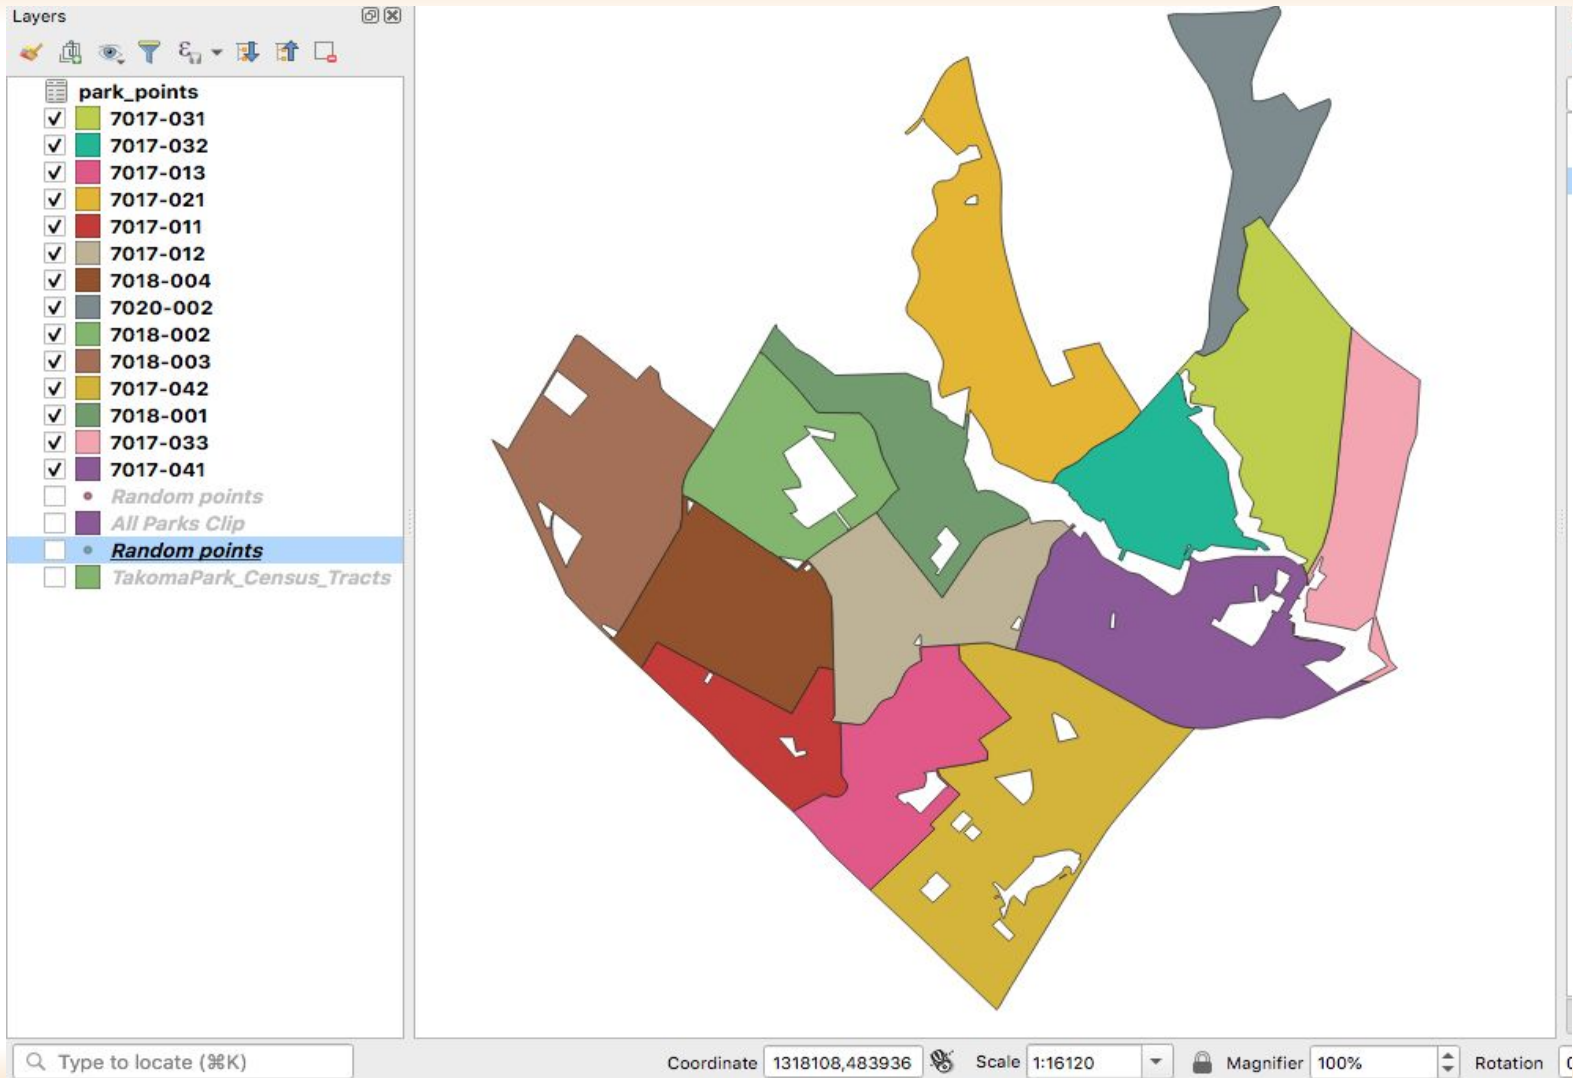 Layers
park_points
7017-031
7017-032
7017-013
7017-021
7017-011
7017-012
7018-004
7020-002
7018-002
7018-003
7017-042
7018-001
7017-033
7017-041
Random points
All Parks Clip
Random points
TakomaPark_Census_Tracts
Type to locate (⌘K) Coordinate 1318108,483936 Scale 1:16120 Magnifier 100% Rotation